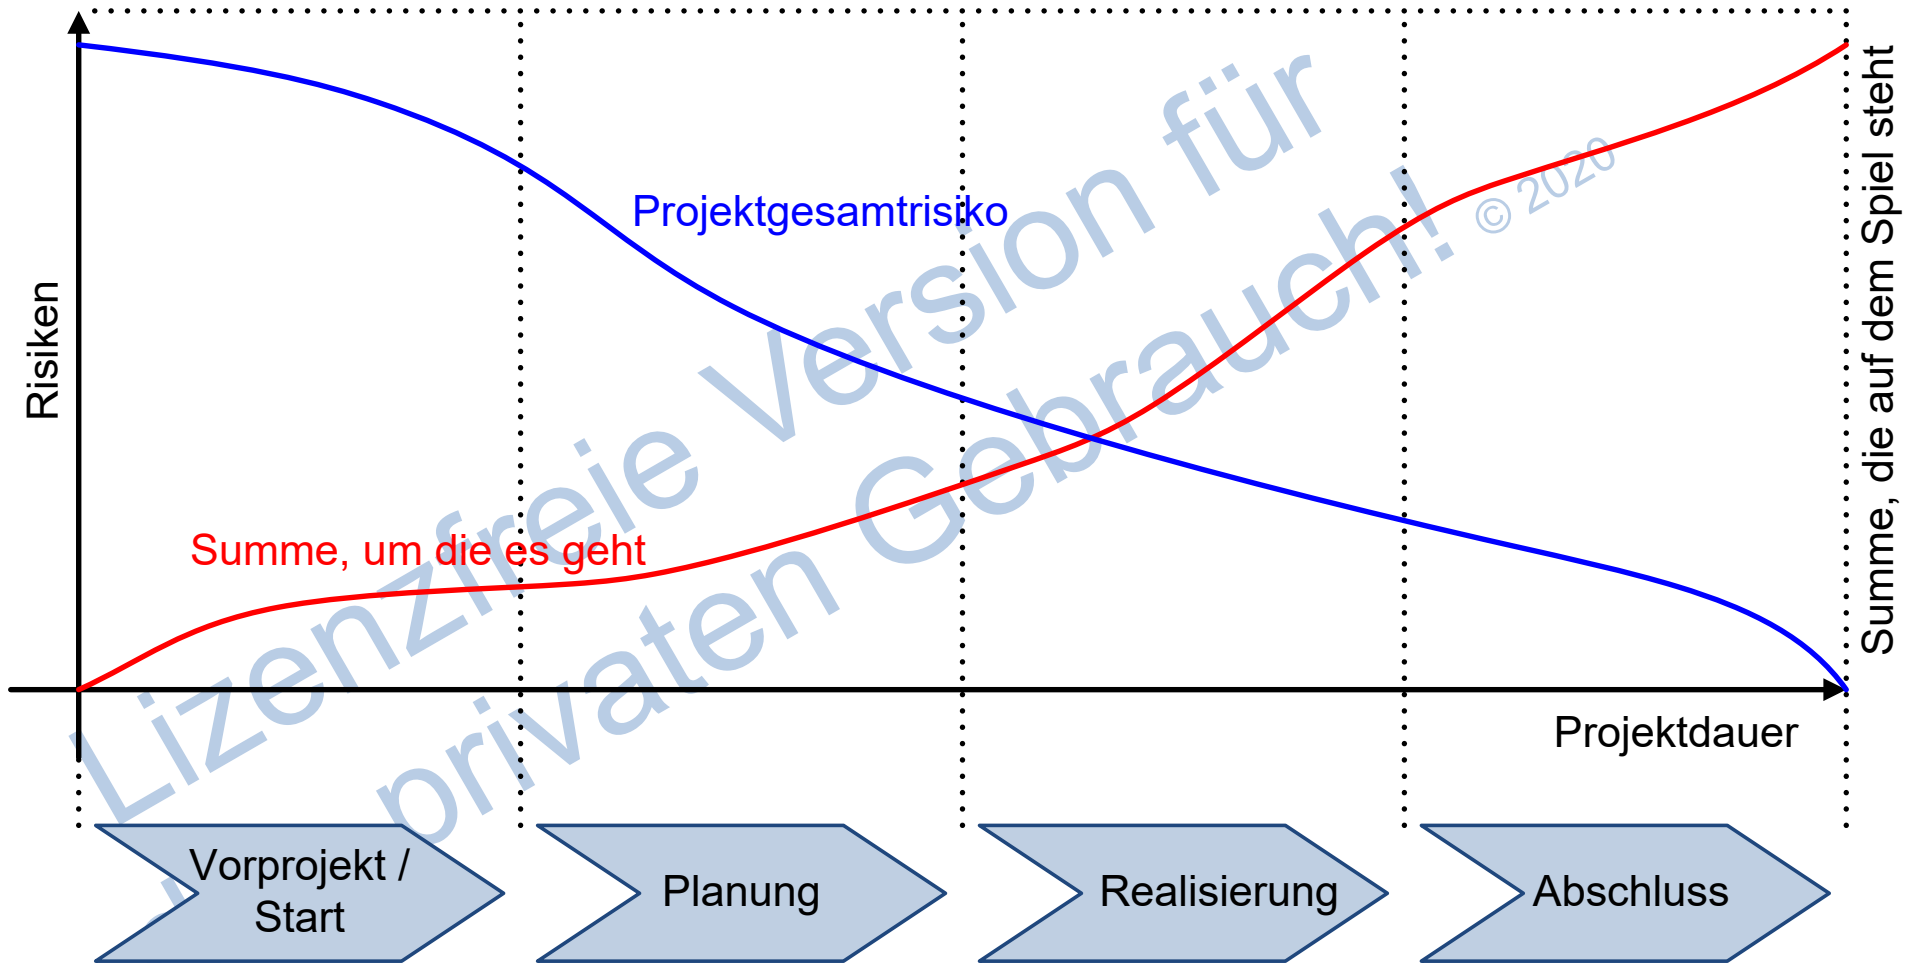 Risiken
Projektgesamtrisiko
Summe, um die es geht
Summe, die auf dem Spiel steht
Projektdauer
Vorprojekt /
Start
Planung
Realisierung
Abschluss
Lizenzfreie Version für
privaten Gebrauch! © 2020